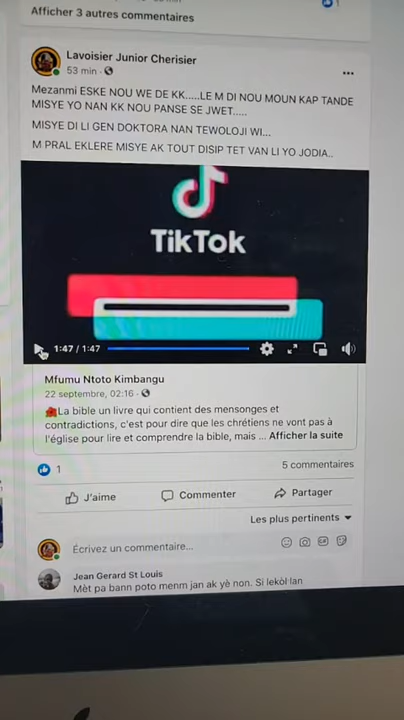 Afficher 3 autres commentaires
1
Lavoisier Junior Cherisier
53 min ·
Mezanmi ESKE NOU WE DE KK.....LE M DI NOU MOUN KAP TANDE
MISYE YO NAN KK NOU PANSE SE JWET.....
MISYE DI LI GEN DOKTORA NAN TEWOLOJI WI...
M PRAL EKLERE MISYE AK TOUT DISIP TET VAN LI YO JODIA..
TikTok
1:47 / 1:47
Mfumu Ntoto Kimbangu
22 septembre, 02:16 ·
La bible un livre qui contient des mensonges et
contradictions, c'est pour dire que les chrétiens ne vont pas à
l'église pour lire et comprendre la bible, mais ... Afficher la suite
1
5 commentaires
J'aime
Commenter
Partager
Les plus pertinents
Écrivez un commentaire...
GIF
Jean Gerard St Louis
Mèt pa bann poto menm jan ak yè non. Si lekòl lan